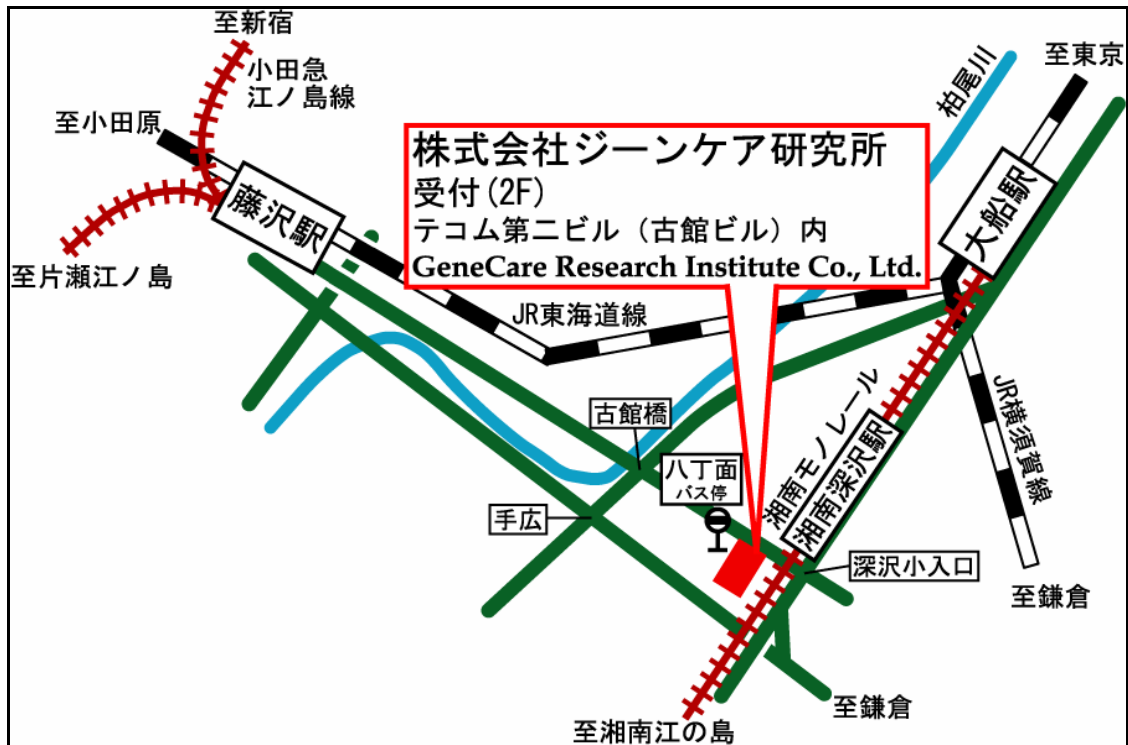 至新宿
小田急
江ノ島線
至小田原
藤沢駅
至片瀬江ノ島
株式会社ジーンケア研究所
受付(2F)
テコム第二ビル（古館ビル）内
GeneCare Research Institute Co., Ltd.
柏尾川
至東京
大船駅
JR東海道線
JR横須賀線
古館橋
八丁面
バス停
手広
湘南モノレール
湘南深沢駅
深沢小入口
至鎌倉
至鎌倉
至湘南江の島